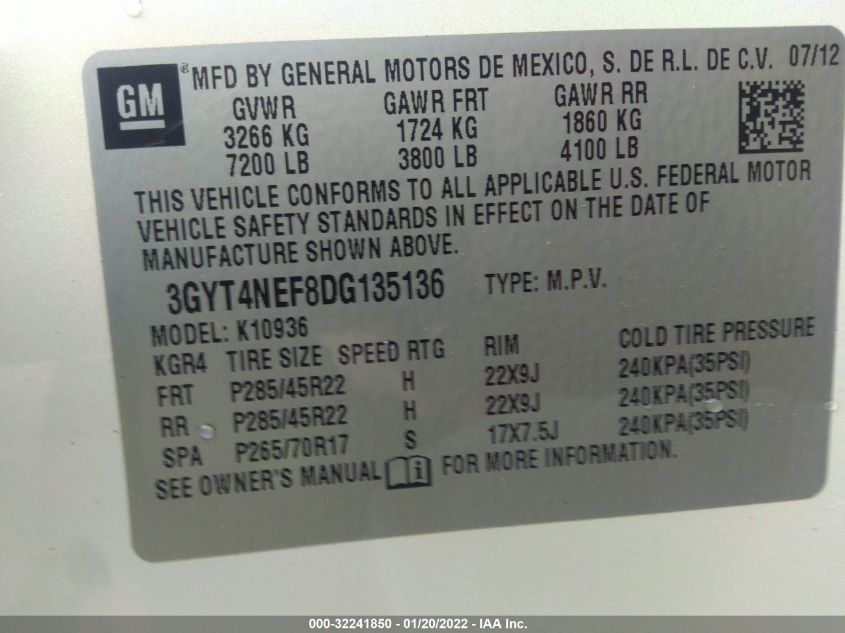 GM ® MFD BY GENERAL MOTORS DE MEXICO, S. DE R.L. DE C.V. 07/12
GVWR GAWR FRT GAWR RR
3266 KG 1724 KG 1860 KG
7200 LB 3800 LB 4100 LB
THIS VEHICLE CONFORMS TO ALL APPLICABLE U.S. FEDERAL MOTOR
VEHICLE SAFETY STANDARDS IN EFFECT ON THE DATE OF
MANUFACTURE SHOWN ABOVE.
3GYT4NEF8DG135136 TYPE: M.P.V.
MODEL: K10936
KGR4 TIRE SIZE SPEED RTG RIM COLD TIRE PRESSURE
FRT P285/45R22 H 22X9J 240KPA(35PSI)
RR P285/45R22 H 22X9J 240KPA(35PSI)
SPA P265/70R17 S 17X7.5J 240KPA(35PSI)
SEE OWNER'S MANUAL i FOR MORE INFORMATION.
000-32241850 - 01/20/2022 - IAA Inc.